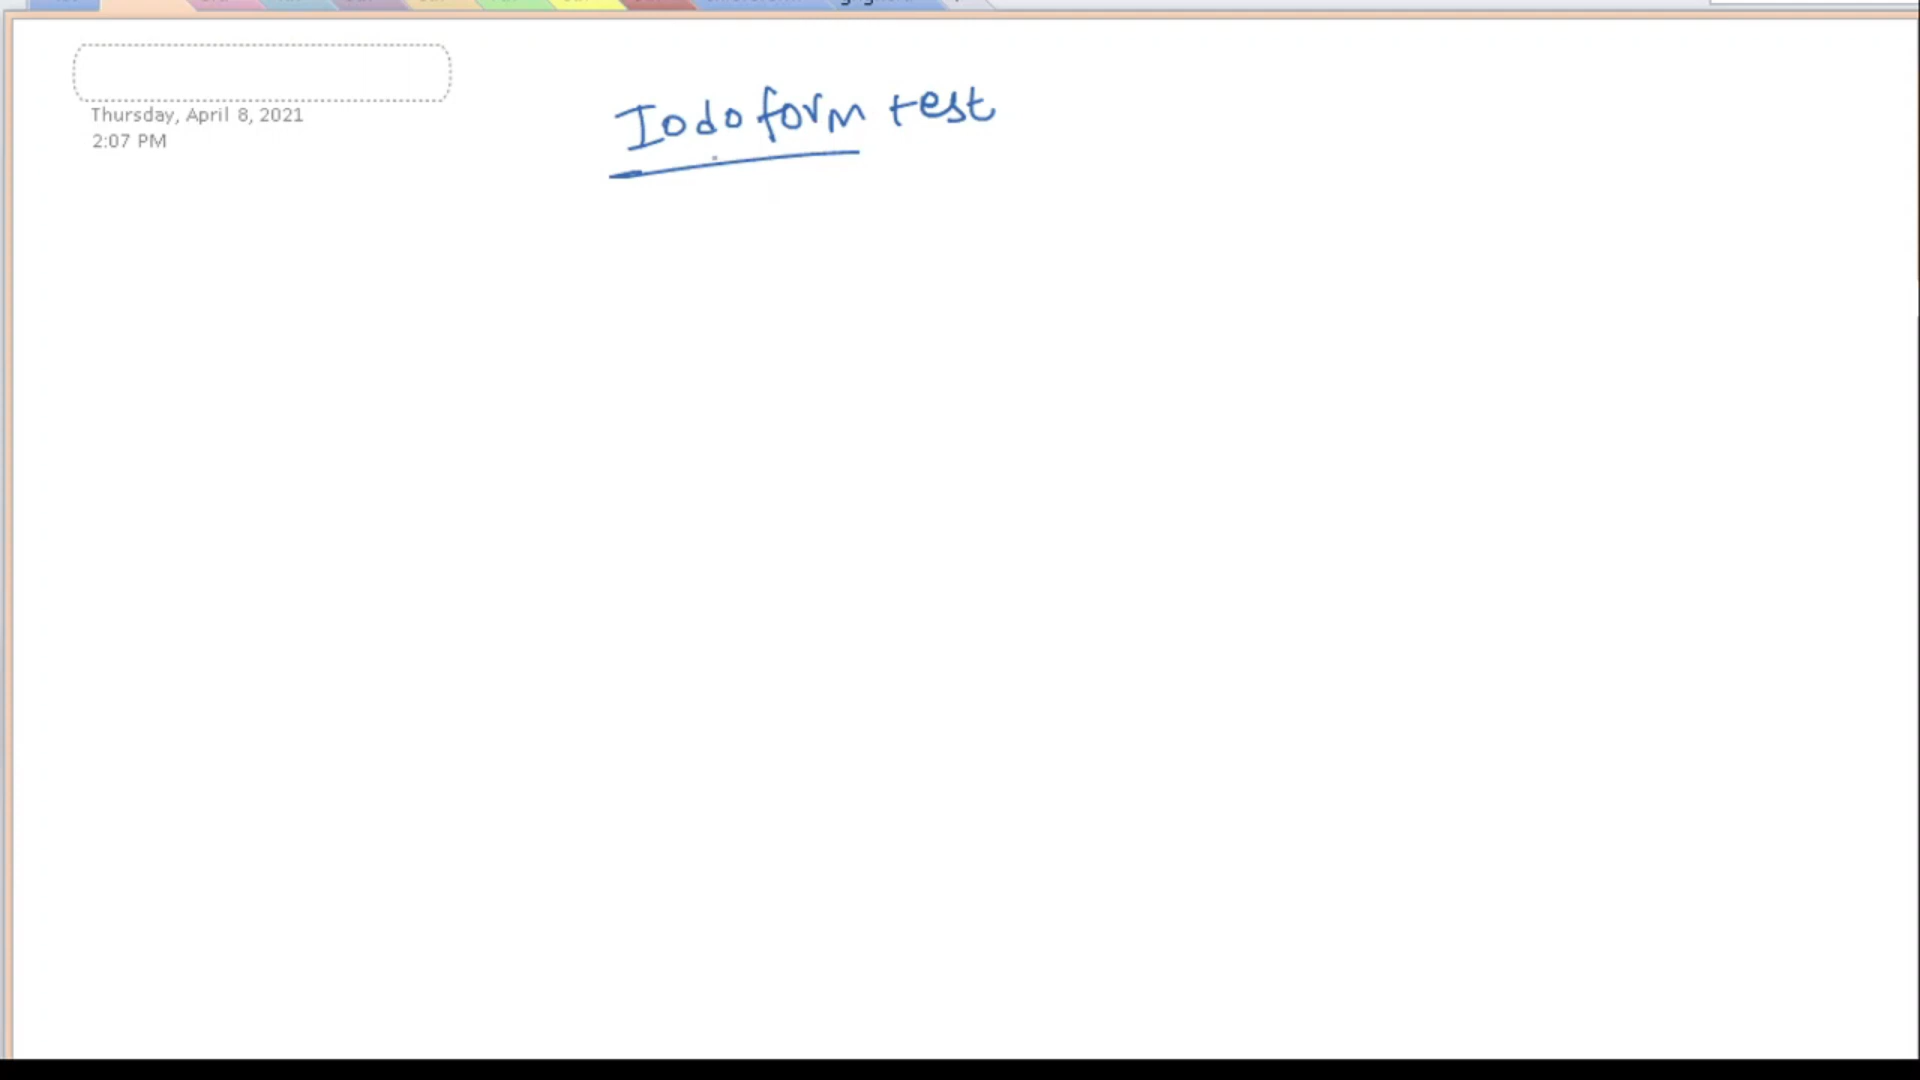 Thursday, April 8, 2021
2:07 PM
Iodoform test